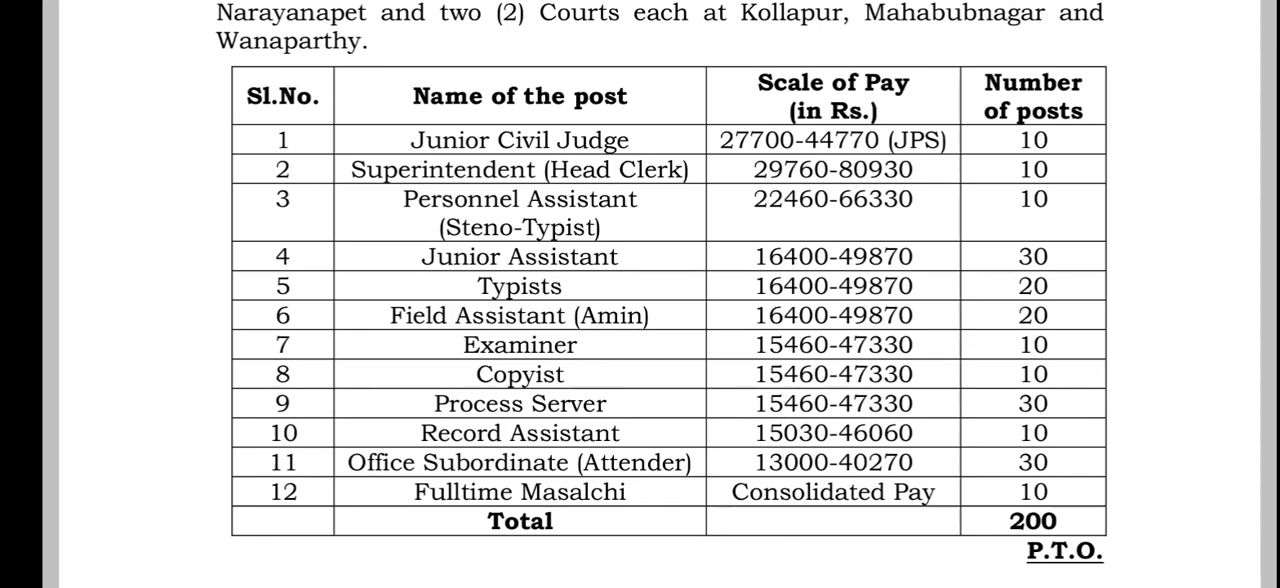 Narayanapet and two (2) Courts each at Kollapur, Mahabubnagar and
Wanaparthy.
Sl.No. Name of the post Scale of Pay (in Rs.) Number of posts
1 Junior Civil Judge 27700-44770 (JPS) 10
2 Superintendent (Head Clerk) 29760-80930 10
3 Personnel Assistant (Steno-Typist) 22460-66330 10
4 Junior Assistant 16400-49870 30
5 Typists 16400-49870 20
6 Field Assistant (Amin) 16400-49870 20
7 Examiner 15460-47330 10
8 Copyist 15460-47330 10
9 Process Server 15460-47330 30
10 Record Assistant 15030-46060 10
11 Office Subordinate (Attender) 13000-40270 30
12 Fulltime Masalchi Consolidated Pay 10
Total 200
P.T.O.